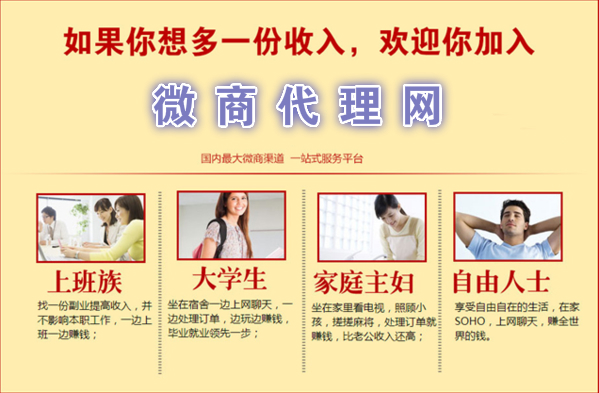 如果你想多一份收入，欢迎你加入
微商代理网
国内最大微商渠道 一站式服务平台
上班族
找一份副业提高收入，并
不影响本职工作，一边上
班一边赚钱；
大学生
坐在宿舍一边上网聊天，一
边处理订单，边玩边赚钱，
毕业就业领先一步；
家庭主妇
坐在家里看电视，照顾小
孩，搓搓麻将，处理订单就
赚钱，比老公收入还高；
自由人士
享受自由自在的生活，在家
SOHO，上网聊天，赚全世
界的钱。